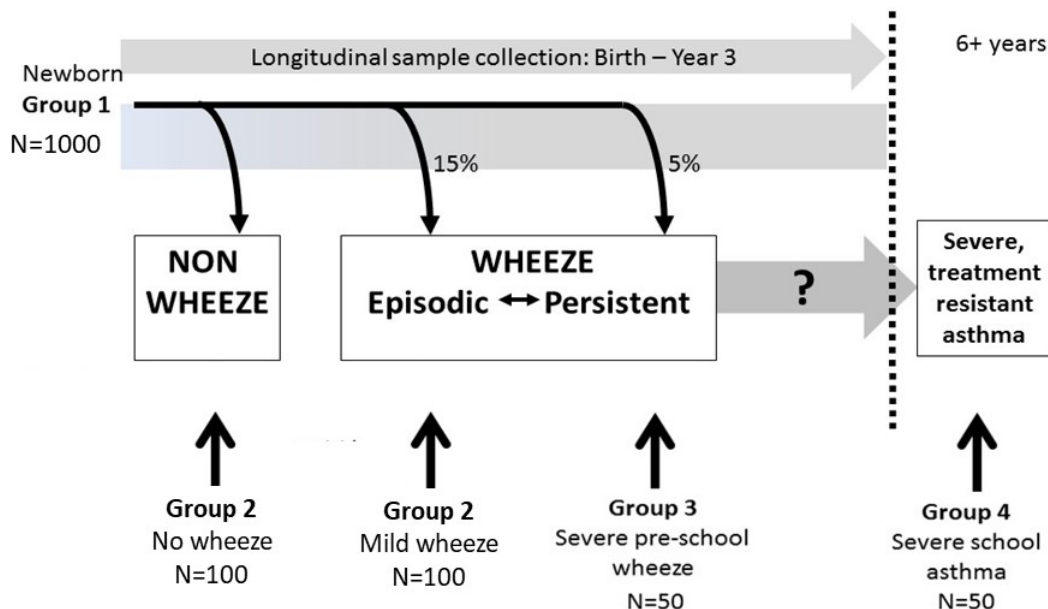 Longitudinal sample collection: Birth – Year 3
6+ years
Newborn
Group 1
N=1000
15%
5%
NON
WHEEZE
WHEEZE
Episodic ↔ Persistent
?
Severe,
treatment
resistant
asthma
Group 2
No wheeze
N=100
Group 2
Mild wheeze
N=100
Group 3
Severe pre-school
wheeze
N=50
Group 4
Severe school
asthma
N=50